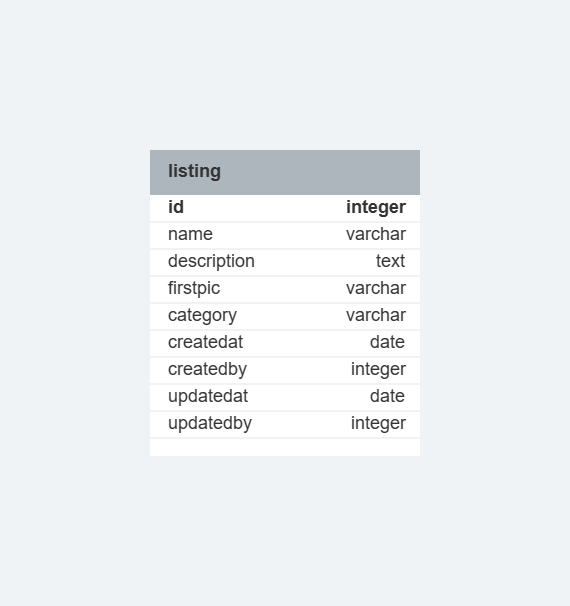 listing
id integer
name varchar
description text
firstpic varchar
category varchar
createdat date
createdby integer
updatedat date
updatedby integer